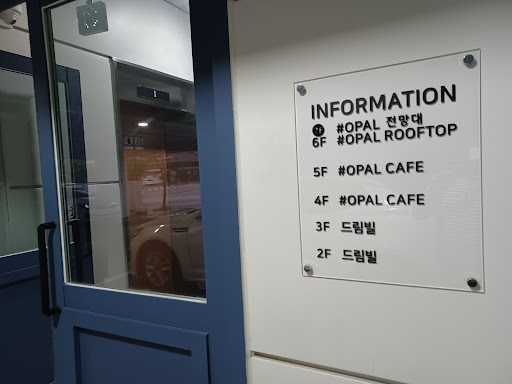 INFORMATION
#OPAL 전망대
6F #OPAL ROOFTOP
5F #OPAL CAFE
4F #OPAL CAFE
3F 드림빌
2F 드림빌